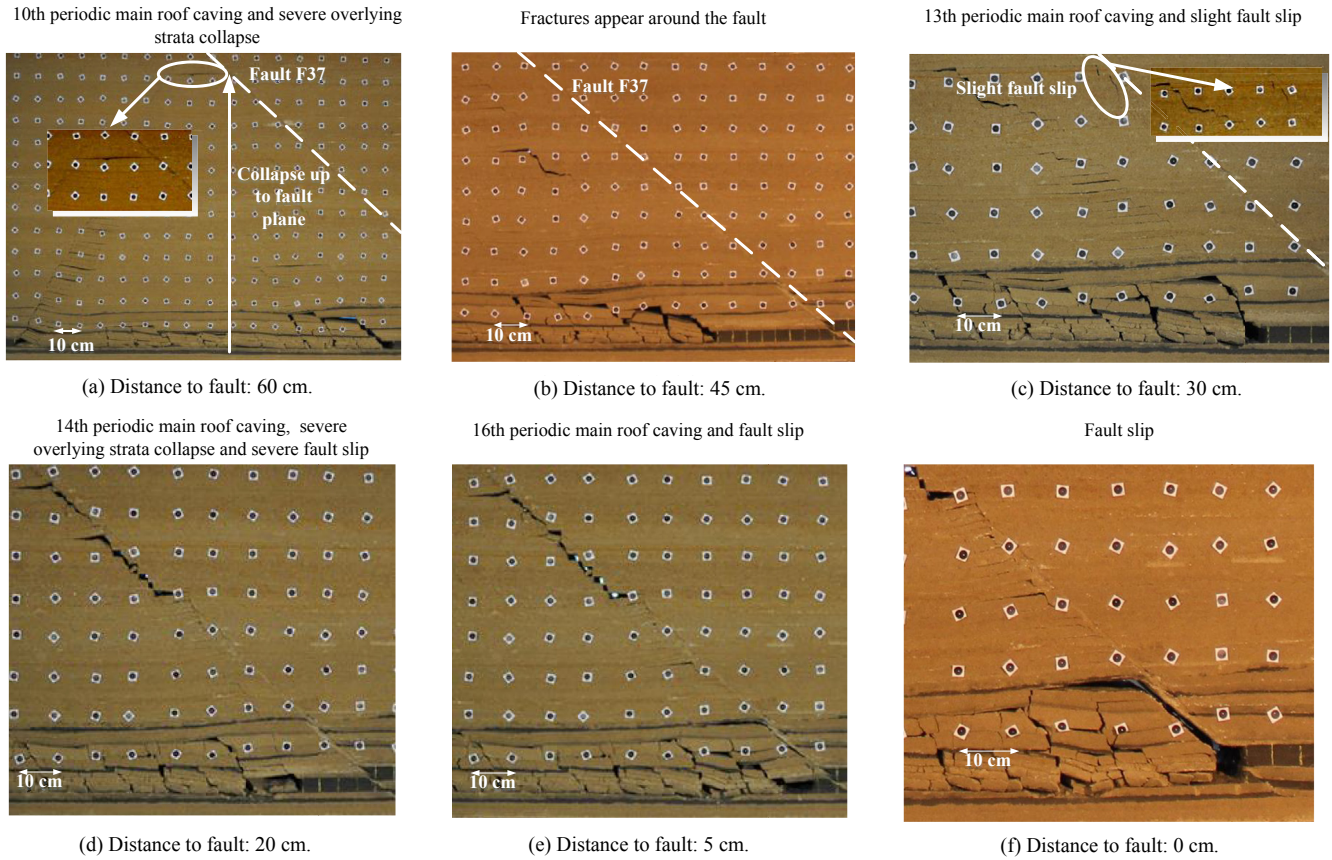 10th periodic main roof caving and severe overlying
strata collapse
Fault F37
Collapse up
to fault
plane
10 cm
(a) Distance to fault: 60 cm.
Fractures appear around the fault
Fault F37
10 cm
(b) Distance to fault: 45 cm.
13th periodic main roof caving and slight fault slip
Slight fault slip
10 cm
(c) Distance to fault: 30 cm.
14th periodic main roof caving, severe
overlying strata collapse and severe fault slip
10 cm
(d) Distance to fault: 20 cm.
16th periodic main roof caving and fault slip
10 cm
(e) Distance to fault: 5 cm.
Fault slip
10 cm
(f) Distance to fault: 0 cm.